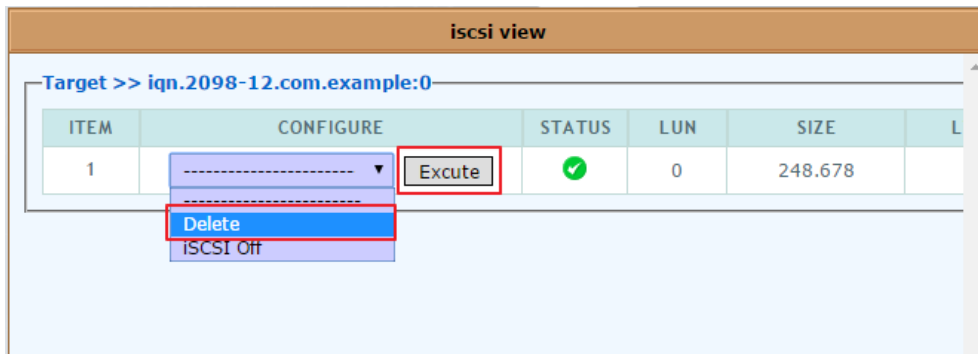 iscsi view
Target >> iqn.2098-12.com.example:0
ITEM CONFIGURE STATUS LUN SIZE L
1 ----------------------- Excute 0 248.678
------------------------
Delete
iSCSI Off